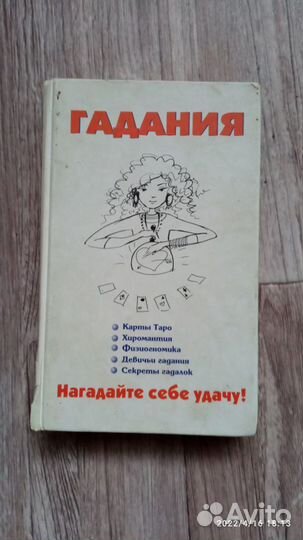 ГАДАНИЯ
Карты Таро
Хиромантия
Физиогномика
Девичьи гадания
Секреты гадалок
Нагадайте себе удачу!
Avito
2022/4/16 18:13